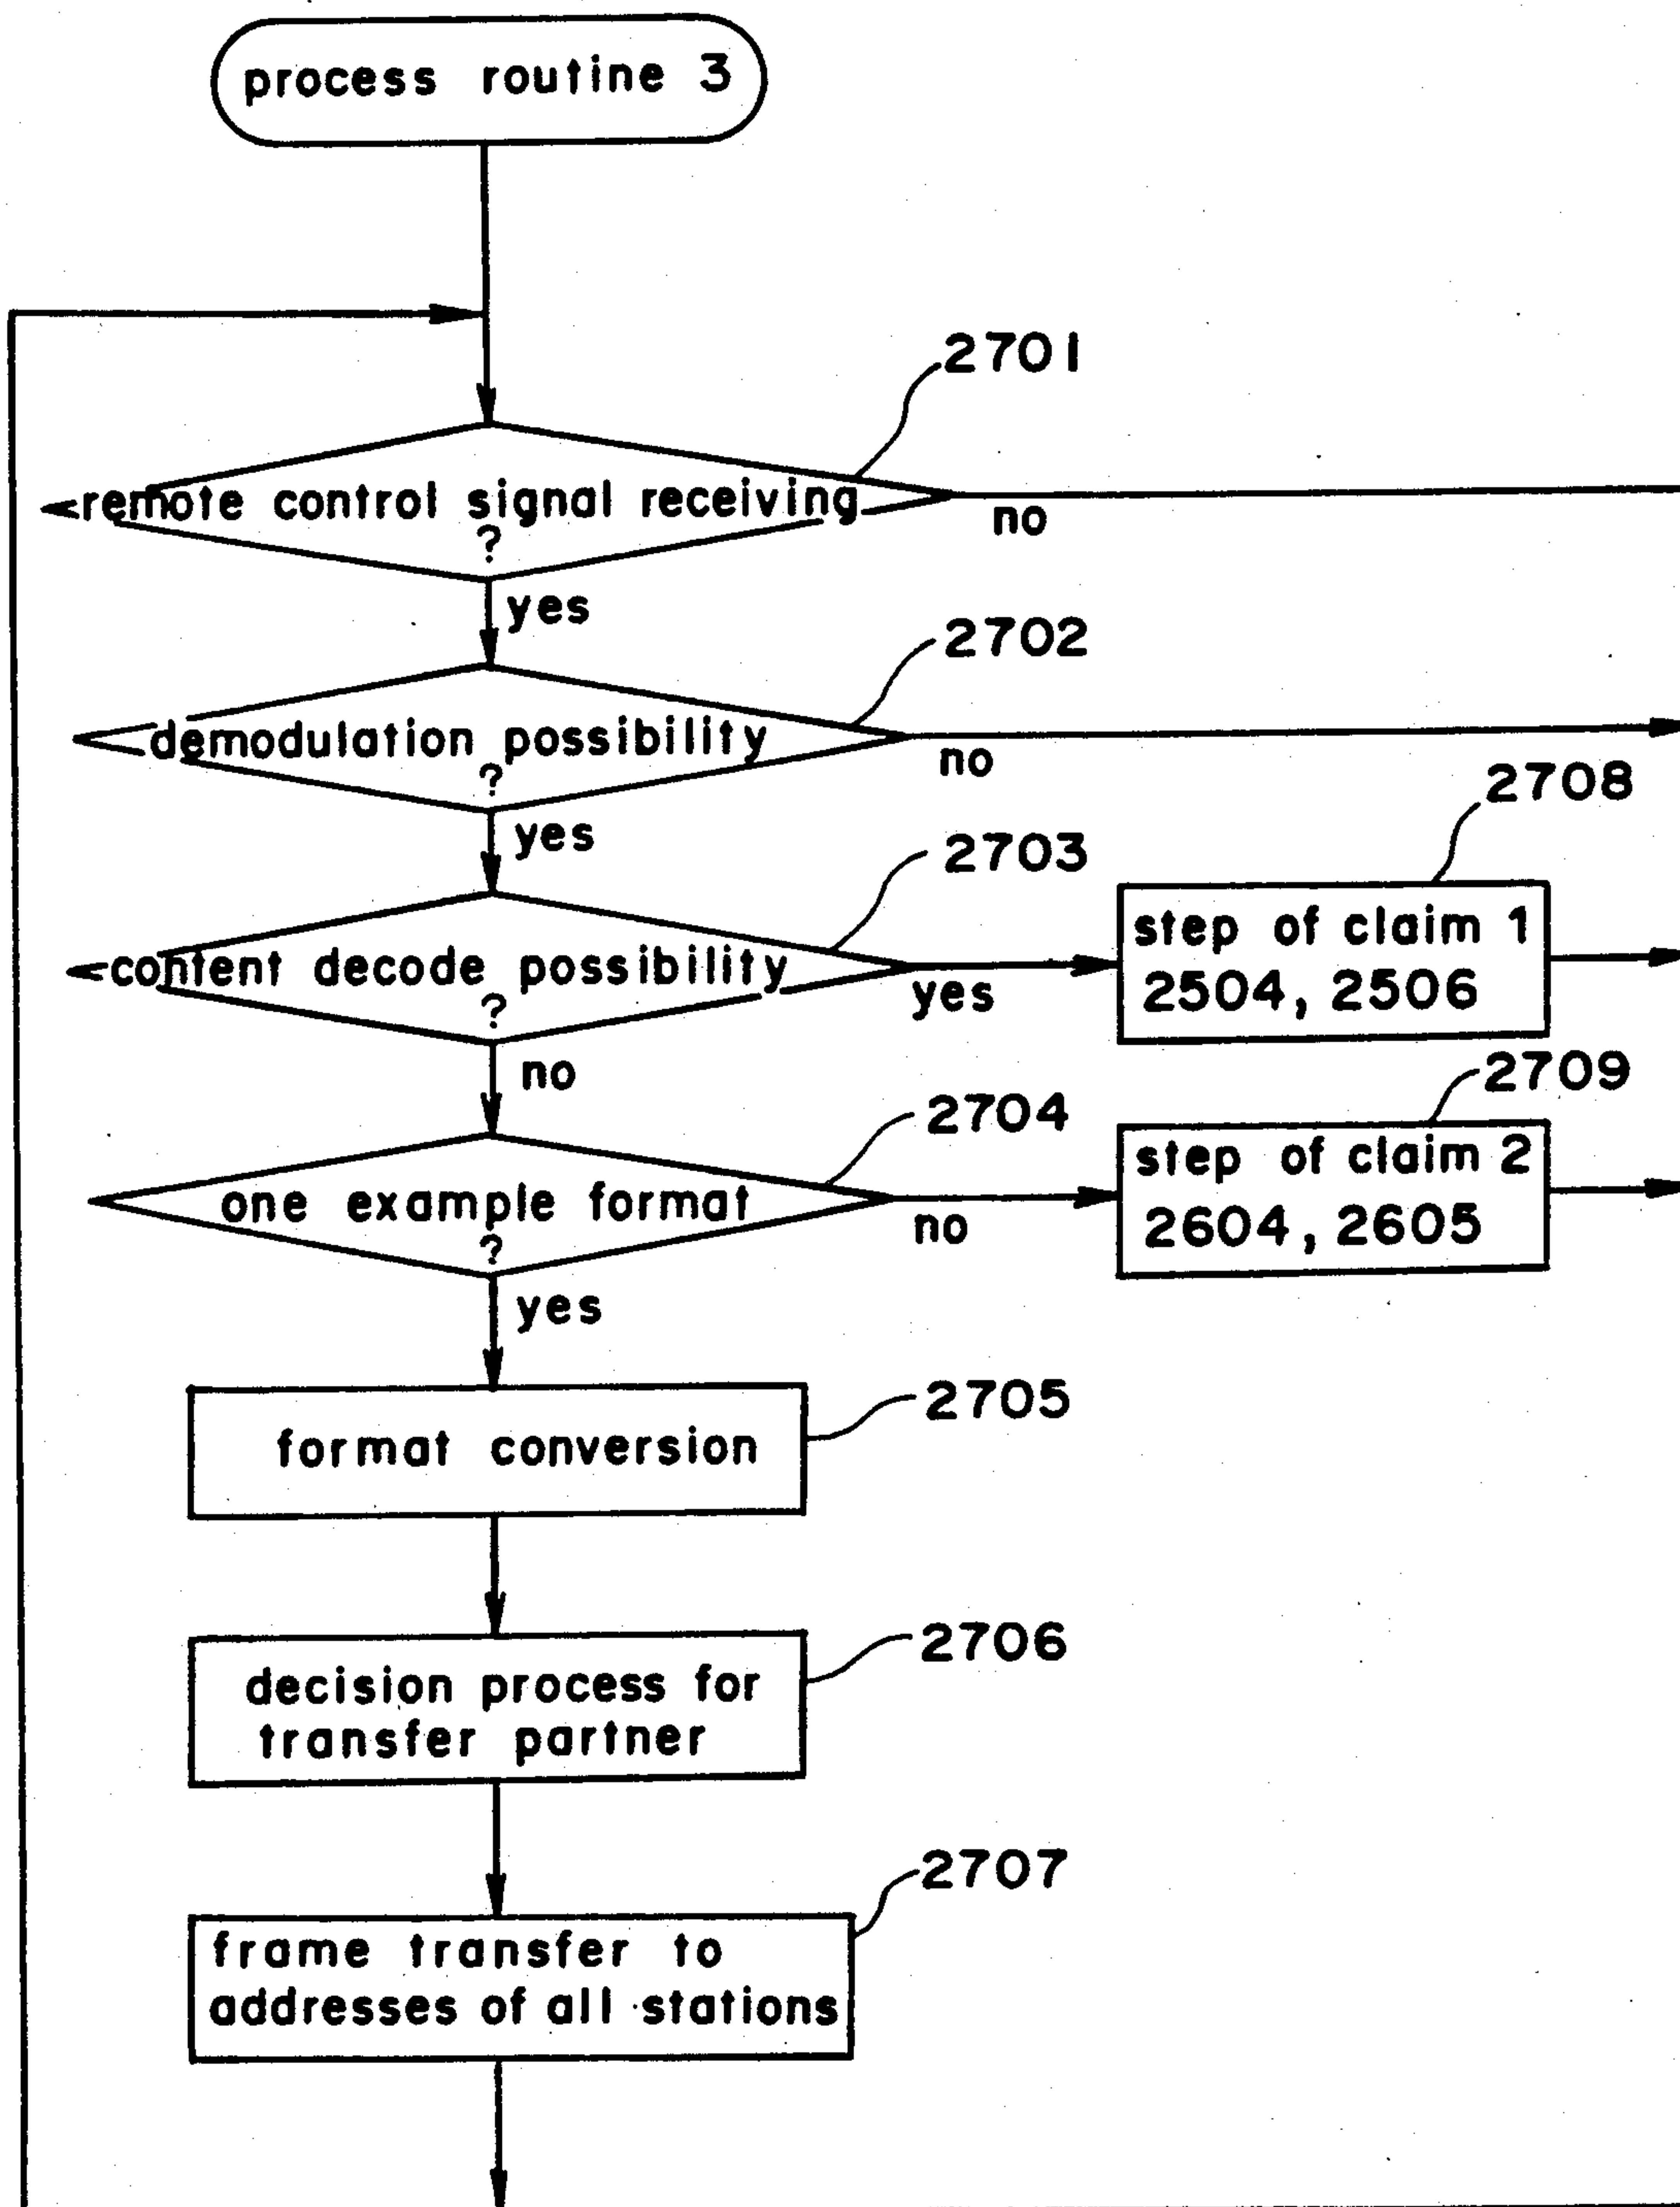 process routine 3
2701
remote control signal receiving
?
no
yes
2702
demodulation possibility
?
no
yes
2708
2703
step of claim 1
2504, 2506
content decode possibility
?
yes
no
2709
2704
step of claim 2
2604, 2605
one example format
?
no
yes
2705
format conversion
2706
decision process for
transfer partner
2707
frame transfer to
addresses of all stations